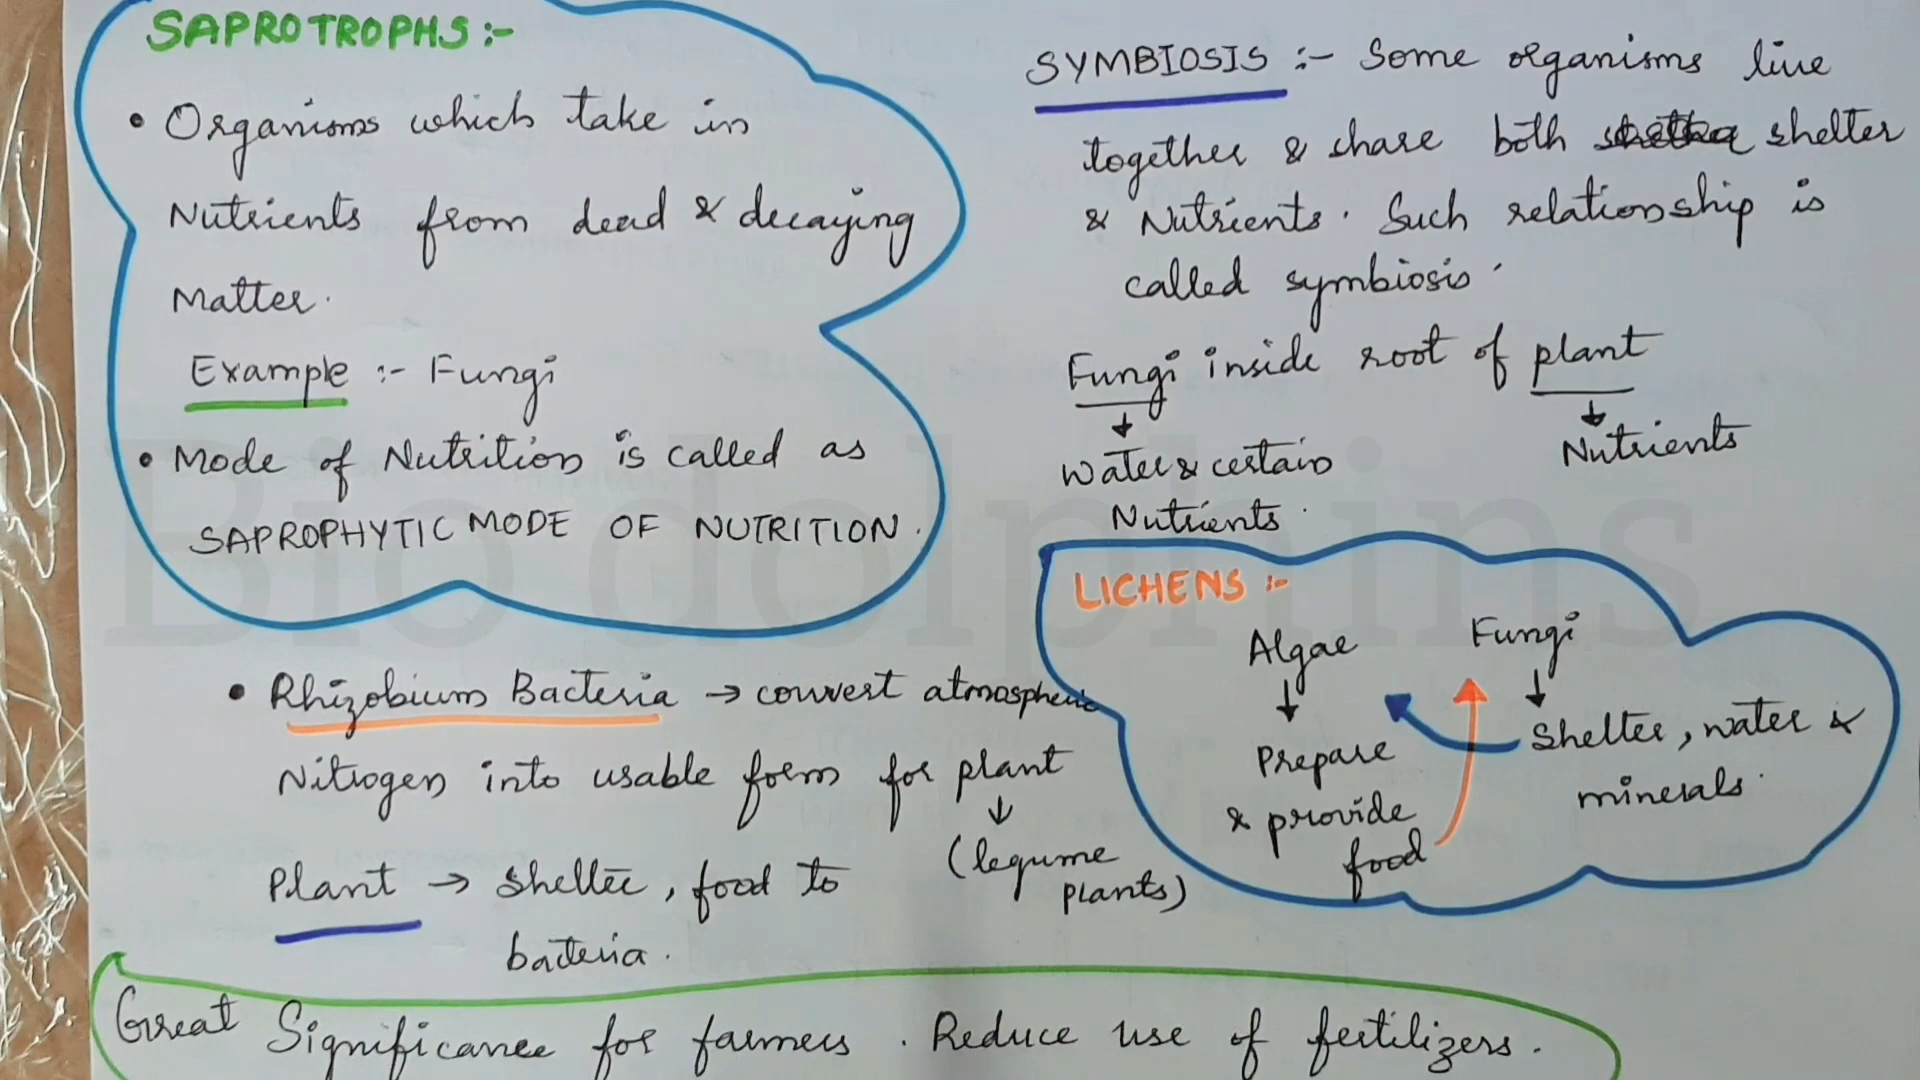 SAPROTROPHS :-
• Organisms which take in
Nutrients from dead & decaying
Matter.
Example :- Fungi
• Mode of Nutrition is called as
SAPROPHYTIC MODE OF NUTRITION.
SYMBIOSIS :- Some organisms live
together & share both shelter
& Nutrients. Such relationship is
called symbiosis.
Fungi inside root of plant
↓ ↓
Water & certain Nutrients
Nutrients.
LICHENS :-
Algae Fungi
↓ ↓
Prepare Shelter, water &
& provide minerals.
food
• Rhizobium Bacteria → convert atmospheric
Nitrogen into usable form for plant
↓
(legume
plants)
Plant → Shelter, food to
bacteria.
Great Significance for farmers. Reduce use of fertilizers.
Bio dolphins